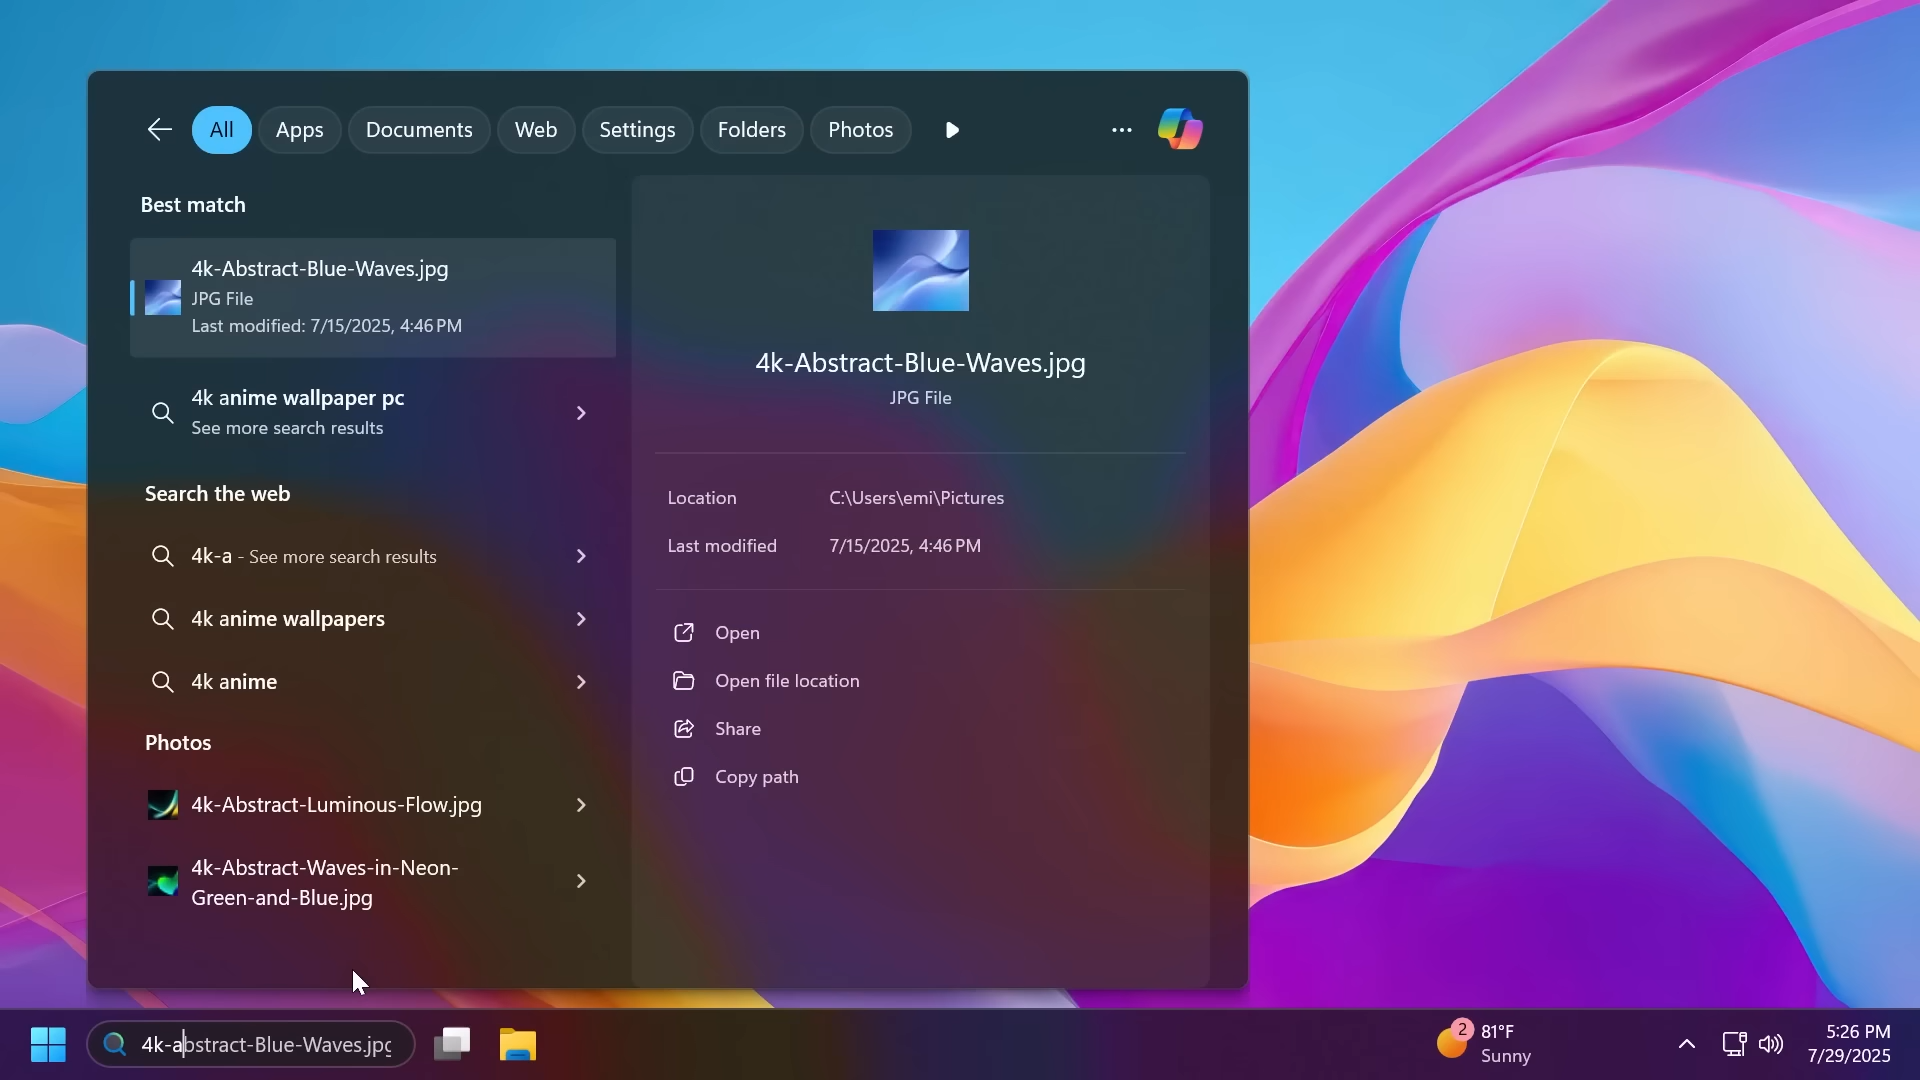 All
Apps
Documents
Web
Settings
Folders
Photos
Best match
4k-Abstract-Blue-Waves.jpg
JPG File
Last modified: 7/15/2025, 4:46 PM
4k anime wallpaper pc
See more search results
Search the web
4k-a - See more search results
4k anime wallpapers
4k anime
Photos
4k-Abstract-Luminous-Flow.jpg
4k-Abstract-Waves-in-Neon-
Green-and-Blue.jpg
4k-Abstract-Blue-Waves.jpg
JPG File
Location C:\Users\emi\Pictures
Last modified 7/15/2025, 4:46 PM
Open
Open file location
Share
Copy path
4k-abstract-Blue-Waves.jpg
2
81°F
Sunny
5:26 PM
7/29/2025